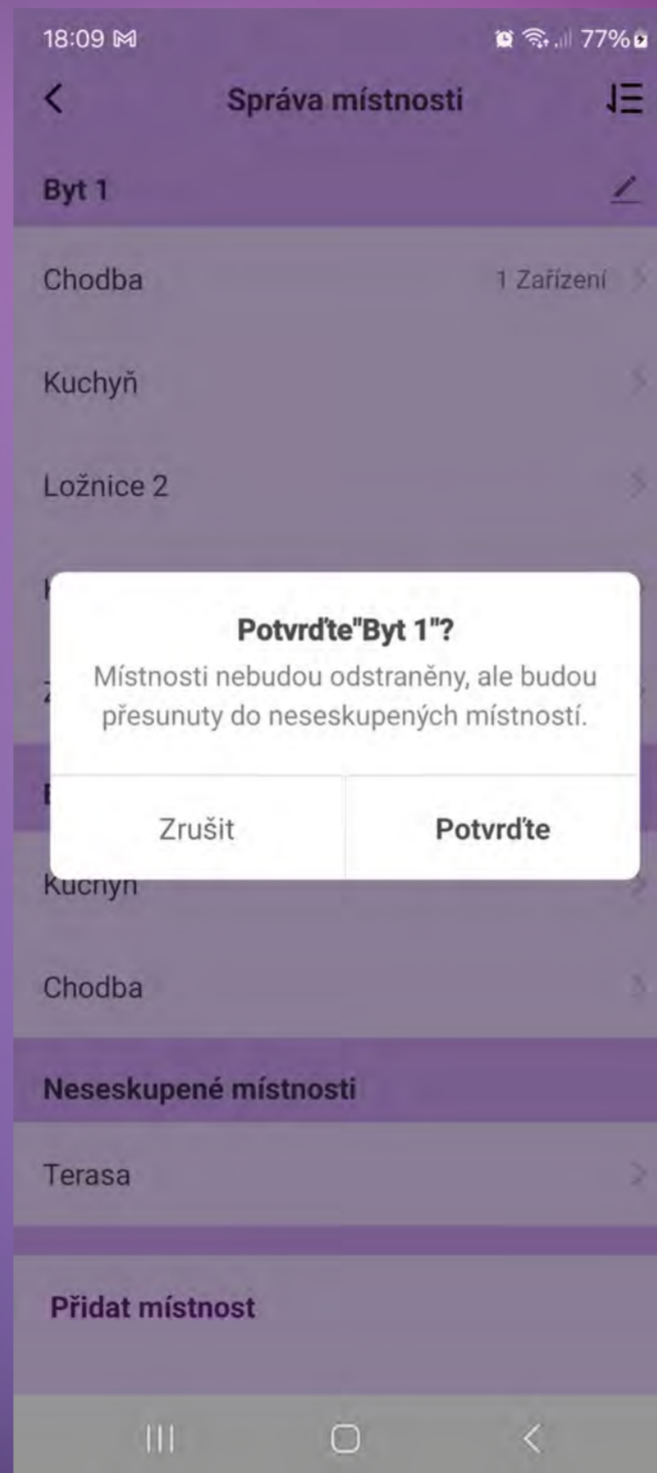 18:09
77%
Správa místnosti
Byt 1
Chodba
1 Zařízení
Kuchyň
Ložnice 2
Potvrďte"Byt 1"?
Místnosti nebudou odstraněny, ale budou
přesunuty do neseskupených místností.
Zrušit
Potvrďte
Kuchyň
Chodba
Neseskupené místnosti
Terasa
Přidat místnost